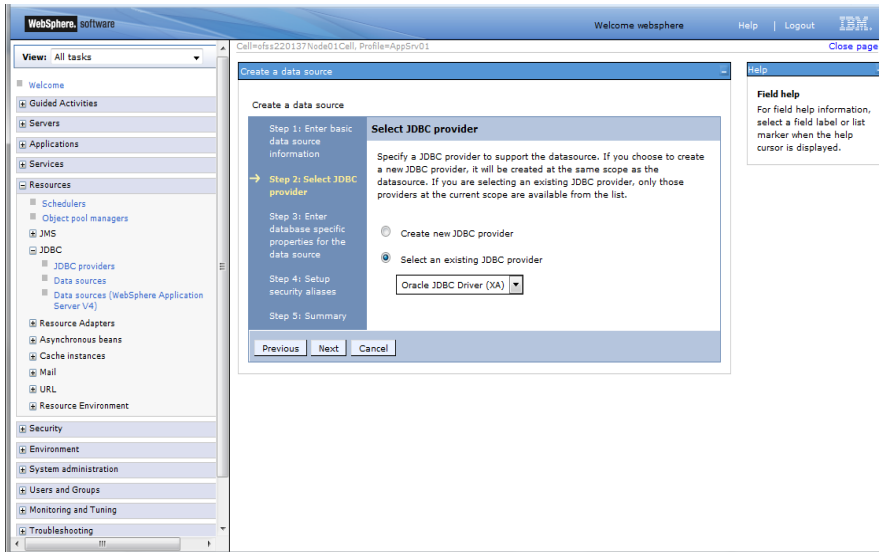 WebSphere. software
Welcome websphere
Help | Logout
IBM.
View: All tasks
Welcome
Guided Activities
Servers
Applications
Services
Resources
Schedulers
Object pool managers
JMS
JDBC
JDBC providers
Data sources
Data sources (WebSphere Application
Server V4)
Resource Adapters
Asynchronous beans
Cache instances
Mail
URL
Resource Environment
Security
Environment
System administration
Users and Groups
Monitoring and Tuning
Troubleshooting
Cell=ofss220137Node01Cell, Profile=AppSrv01
Close page
Create a data source
Create a data source
Step 1: Enter basic
data source
information
Step 2: Select JDBC
provider
Step 3: Enter
database specific
properties for the
data source
Step 4: Setup
security aliases
Step 5: Summary
Select JDBC provider
Specify a JDBC provider to support the datasource. If you choose to create
a new JDBC provider, it will be created at the same scope as the
datasource. If you are selecting an existing JDBC provider, only those
providers at the current scope are available from the list.
Create new JDBC provider
Select an existing JDBC provider
Oracle JDBC Driver (XA)
Previous Next Cancel
Help
Field help
For field help information,
select a field label or list
marker when the help
cursor is displayed.